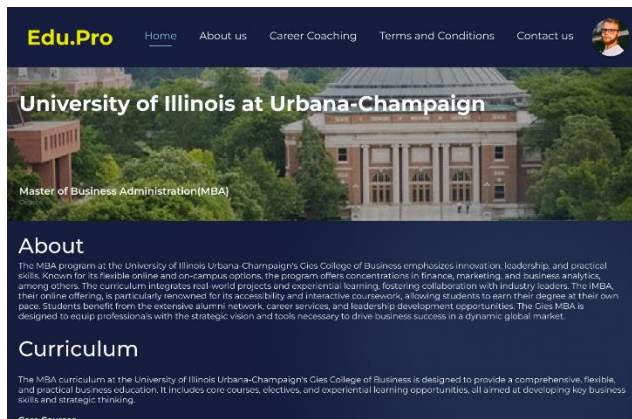 Edu.Pro Home About us Career Coaching Terms and Conditions Contact us
University of Illinois at Urbana-Champaign
Master of Business Administration(MBA)
Degree
About
The MBA program at the University of Illinois Urbana-Champaign's Gies College of Business emphasizes innovation, leadership, and practical
skills. Known for its flexible online and on-campus options, the program offers concentrations in finance, marketing, and business analytics,
among others. The curriculum integrates real-world projects and experiential learning, fostering collaboration with industry leaders. The iMBA,
their online offering, is particularly renowned for its accessibility and interactive coursework, allowing students to earn their degree at their own
pace. Students benefit from the extensive alumni network, career services, and leadership development opportunities. The Gies MBA is
designed to equip professionals with the strategic vision and tools necessary to drive business success in a dynamic global market.
Curriculum
The MBA curriculum at the University of Illinois Urbana-Champaign's Gies College of Business is designed to provide a comprehensive, flexible,
and practical business education. It includes core courses, electives, and experiential learning opportunities, all aimed at developing key business
skills and strategic thinking.
Core Courses